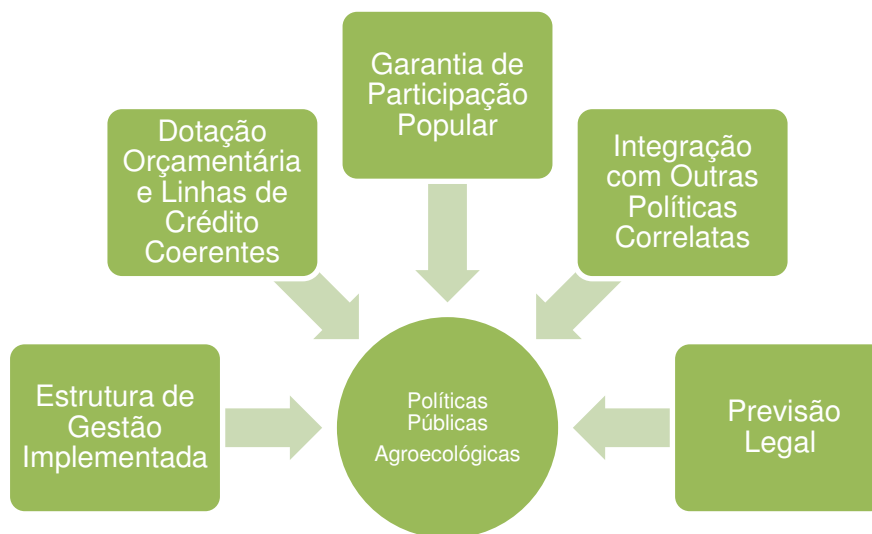 Garantia de
Participação
Popular
Dotação
Orçamentária
e Linhas de
Crédito
Coerentes
Integração
com Outras
Políticas
Correlatas
Estrutura de
Gestão
Implementada
Políticas
Públicas
Agroecológicas
Previsão
Legal